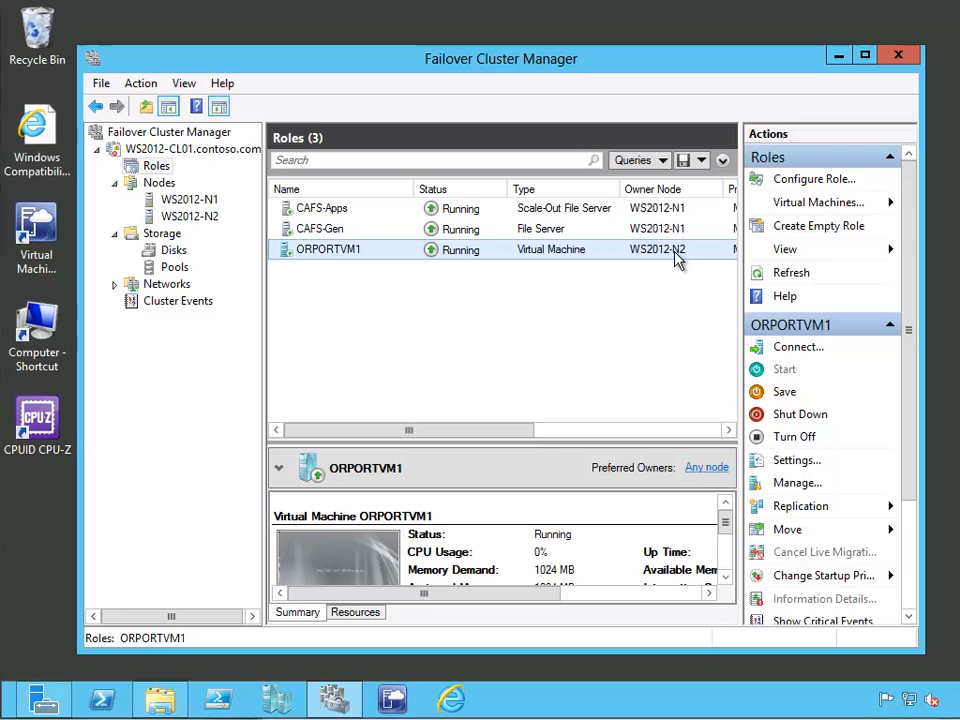 Recycle Bin
Windows
Compatibili...
Virtual
Machi...
Computer -
Shortcut
CPU
CPUID CPU-Z
Failover Cluster Manager
File Action View Help
Failover Cluster Manager
WS2012-CL01.contoso.com
Roles
Nodes
WS2012-N1
WS2012-N2
Storage
Disks
Pools
Networks
Cluster Events
Roles (3)
Search
Queries
Name Status Type Owner Node
CAFS-Apps Running Scale-Out File Server WS2012-N1
CAFS-Gen Running File Server WS2012-N1
ORPORTVM1 Running Virtual Machine WS2012-N2
ORPORTVM1
Preferred Owners: Any node
Virtual Machine ORPORTVM1
Status: Running
CPU Usage: 0% Up Time:
Memory Demand: 1024 MB Available Mem
Summary Resources
Actions
Roles
Configure Role...
Virtual Machines...
Create Empty Role
View
Refresh
Help
ORPORTVM1
Connect...
Start
Save
Shut Down
Turn Off
Settings...
Manage...
Replication
Move
Cancel Live Migrati...
Change Startup Pri...
Information Details...
Show Critical Events
Roles: ORPORTVM1